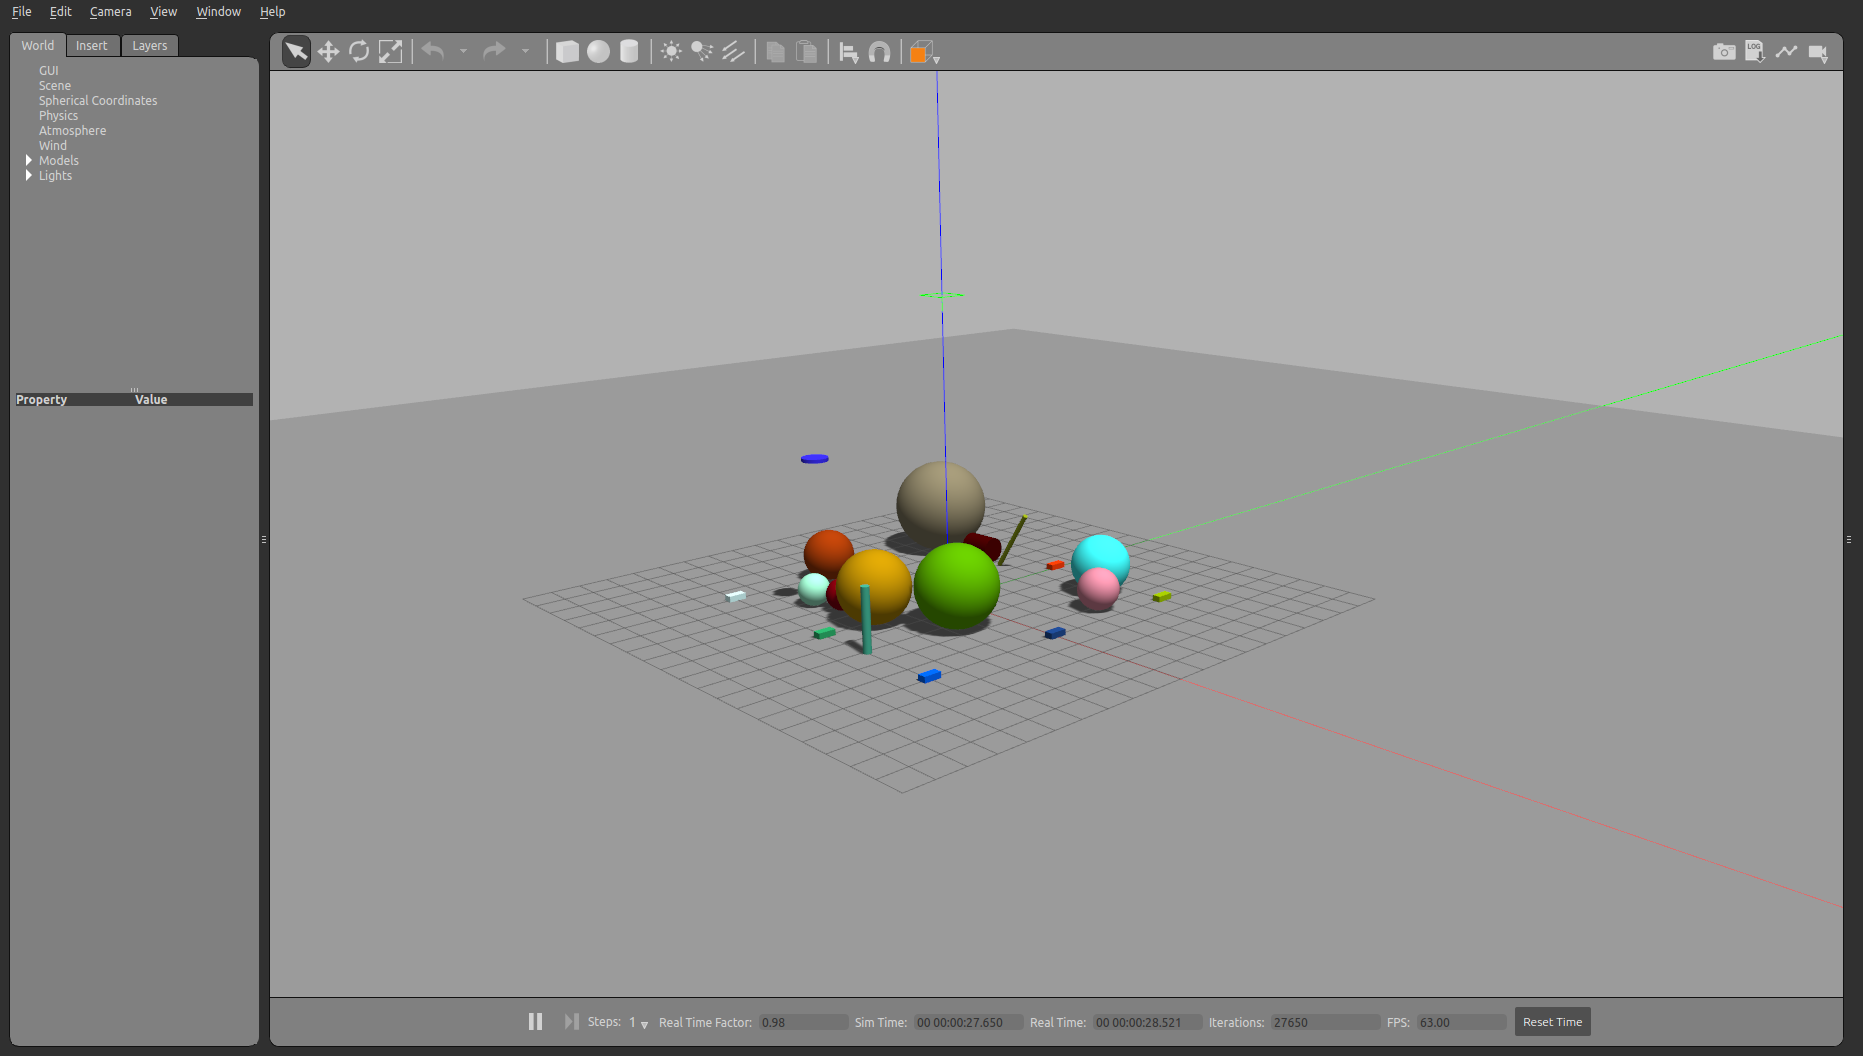 File Edit Camera View Window Help
World Insert Layers
LOG
GUI
Scene
Spherical Coordinates
Physics
Atmosphere
Wind
Models
Lights
Property Value
Steps: 1 Real Time Factor: 0.98 Sim Time: 00 00:00:27.650 Real Time: 00 00:00:28.521 Iterations: 27650 FPS: 63.00 Reset Time